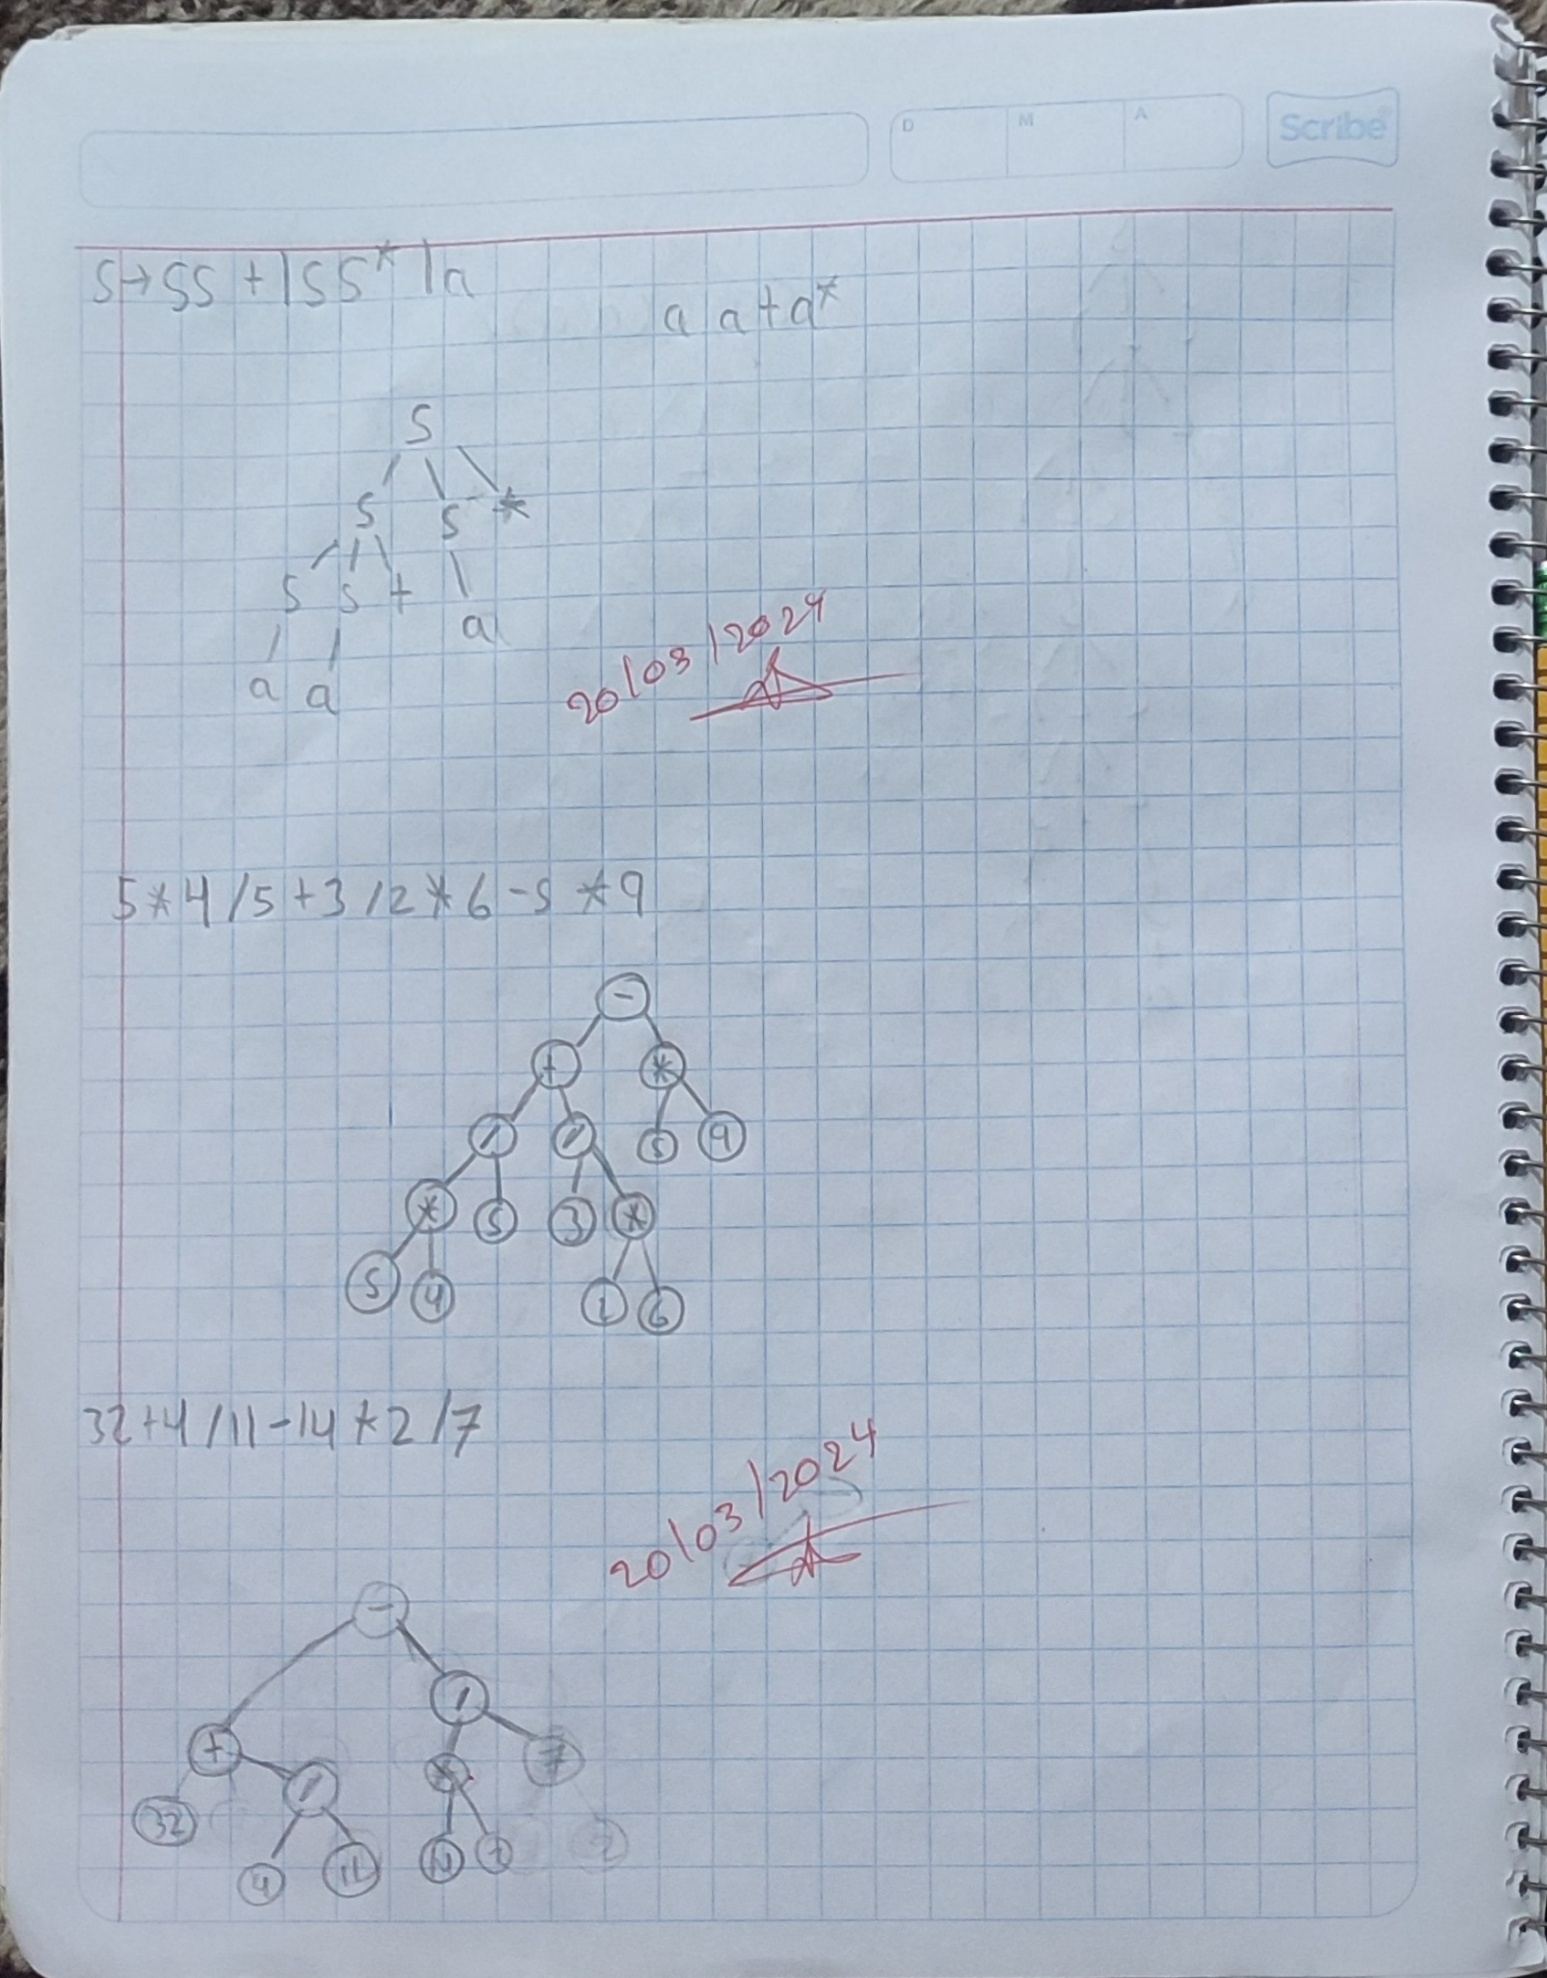 D M A Scribe
S→SS+|SS*|a
a a+a*
S
S S *
S S + a
a a
20/03/2024
5*4/5+3/2*6-5*9
-
+ *
/ / 5 9
* 5 3 *
5 4 2 6
32+4/11-14*2/7
20/03/2024
-
/
+ * 7
32 /
4 11 14 2